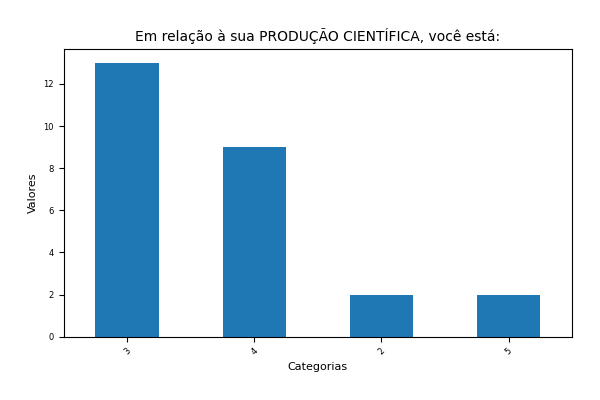 Em relação à sua PRODUÇÃO CIENTÍFICA, você está:
12
10
8
6
4
2
0
Valores
3 4 2 5
Categorias